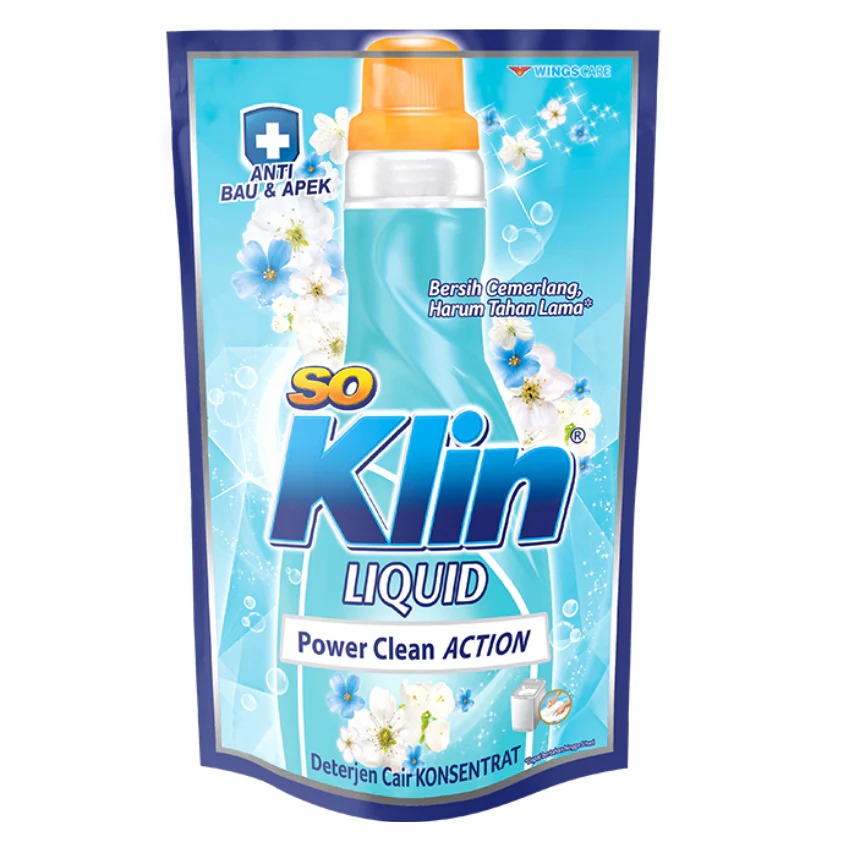 WINGSCARE
ANTI
BAU & APEK
Bersih Cemerlang,
Harum Tahan Lama*
SO
Klin®
LIQUID
Power Clean ACTION
Deterjen Cair KONSENTRAT